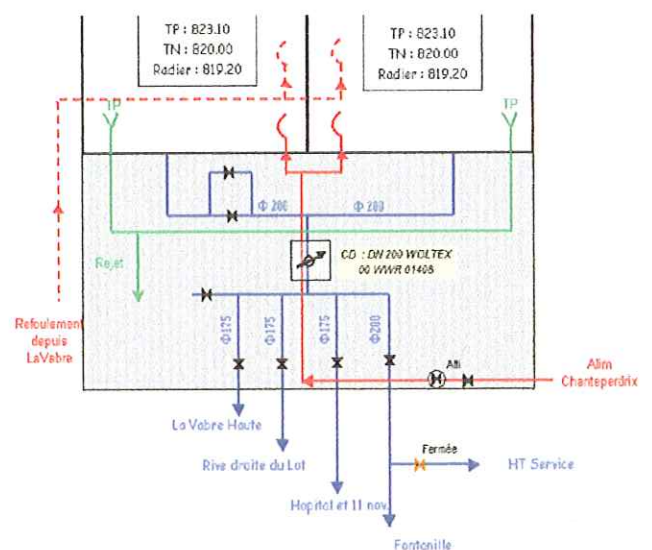 TP : 823.10
TN : 820.00
Radier : 819.20
TP : 823.10
TN : 820.00
Radier : 819.20
TP
TP
Φ 200
Φ 200
Rejet
CD : DN 200 WOLTEX
00 WWR 01408
Refoulement
depuis
LaVabre
Φ175
Φ175
Φ175
Φ200
Alti
Alim
Chanteperdrix
La Vabre Haute
Rive droite du Lot
Fermée
HT Service
Hopital et 11 nov.
Fontanille